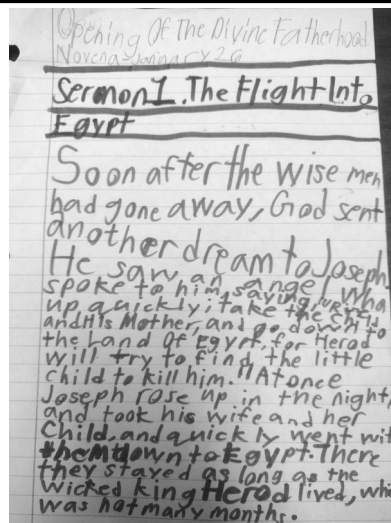 Opening Of The Divine Fatherhood
Novena-January 26
Sermon 1. The Flight Into
Egypt
Soon after the wise men
had gone away, God sent
another dream to Joseph.
He saw an angel who
spoke to him, saying,
up quickly; take the child
and His Mother, and go down to
the Land Of Egypt, for Herod
will try to find the little
child to kill him." At once
Joseph rose up in the night,
and took his wife and her
Child, and quickly went wit
them down to Egypt. There
they stayed as long as the
wicked king Herod lived, whi
was not many months.